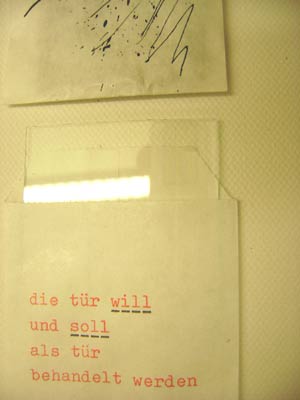 die tür will
und soll
als tür
behandelt werden